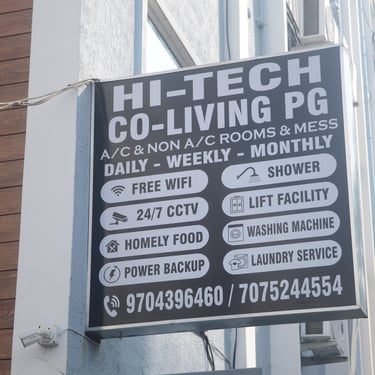 HI-TECH
CO-LIVING PG
A/C & NON A/C ROOMS & MESS
DAILY - WEEKLY - MONTHLY
FREE WIFI
SHOWER
24/7 CCTV
LIFT FACILITY
HOMELY FOOD
WASHING MACHINE
POWER BACKUP
LAUNDRY SERVICE
9704396460 / 7075244554